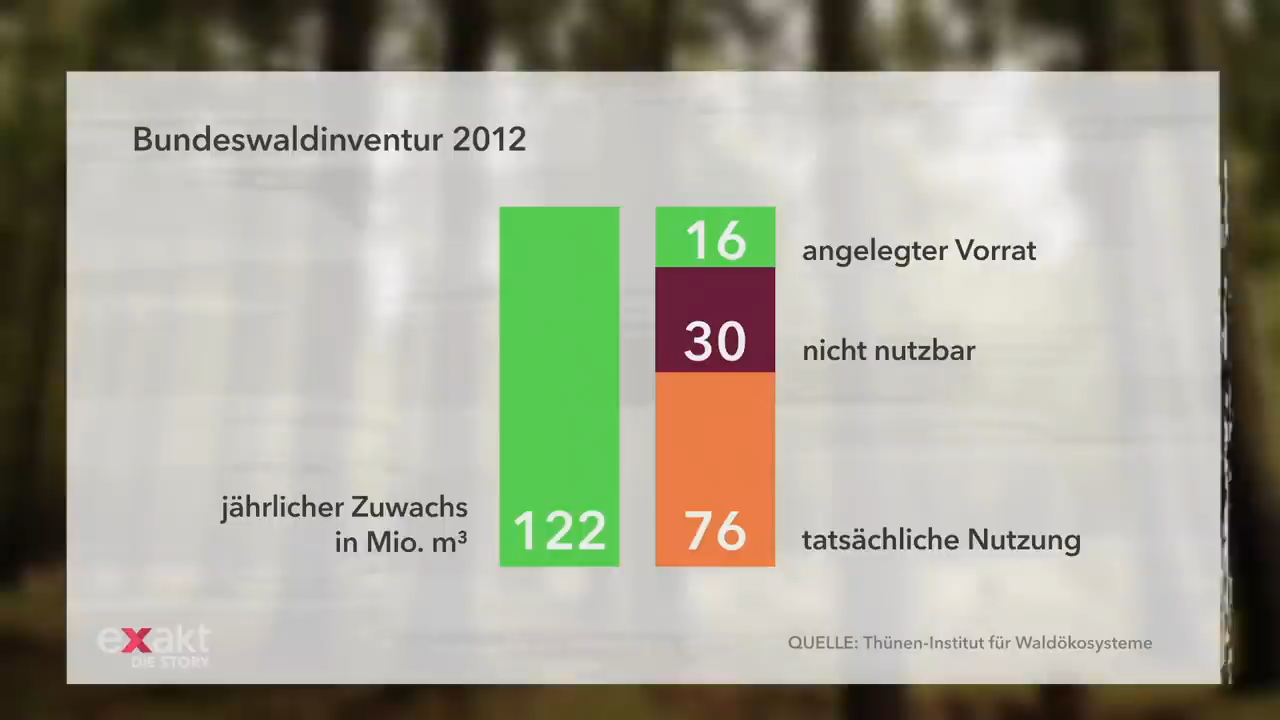 Bundeswaldinventur 2012
16
angelegter Vorrat
30
nicht nutzbar
jährlicher Zuwachs
in Mio. m³
122
76
tatsächliche Nutzung
exakt
DIE STORY
QUELLE: Thünen-Institut für Waldökosysteme